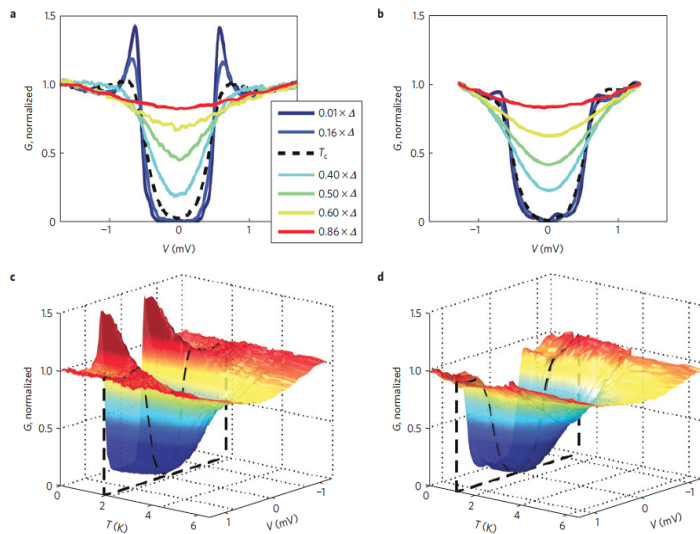 a
1.5
1.0
0.5
0
G, normalized
−1
0
1
V (mV)
0.01 × Δ
0.16 × Δ
Tc
0.40 × Δ
0.50 × Δ
0.60 × Δ
0.86 × Δ
b
1.5
1.0
0.5
0
G, normalized
−1
0
1
V (mV)
c
1.5
1.0
0.5
0
G, normalized
0
2
4
6
T (K)
1
0
−1
V (mV)
d
1.5
1.0
0.5
0
G, normalized
0
2
4
6
T (K)
1
0
−1
V (mV)